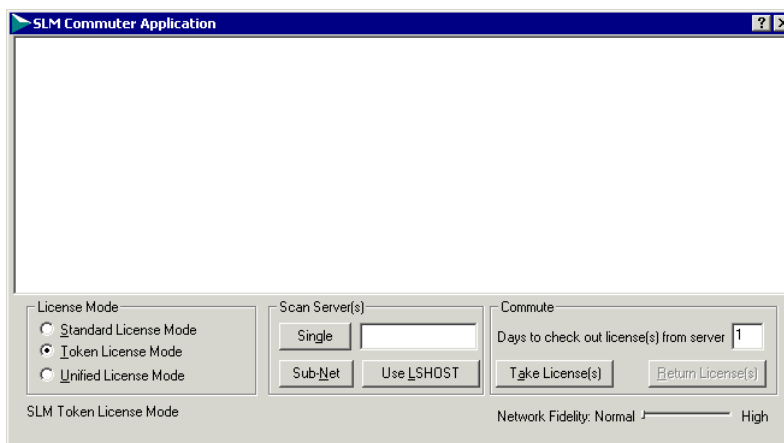 SLM Commuter Application
License Mode
Standard License Mode
Token License Mode
Unified License Mode
SLM Token License Mode
Scan Server(s)
Single
Sub-Net
Use LSHOST
Commute
Days to check out license(s) from server 1
Take License(s)
Return License(s)
Network Fidelity: Normal
High